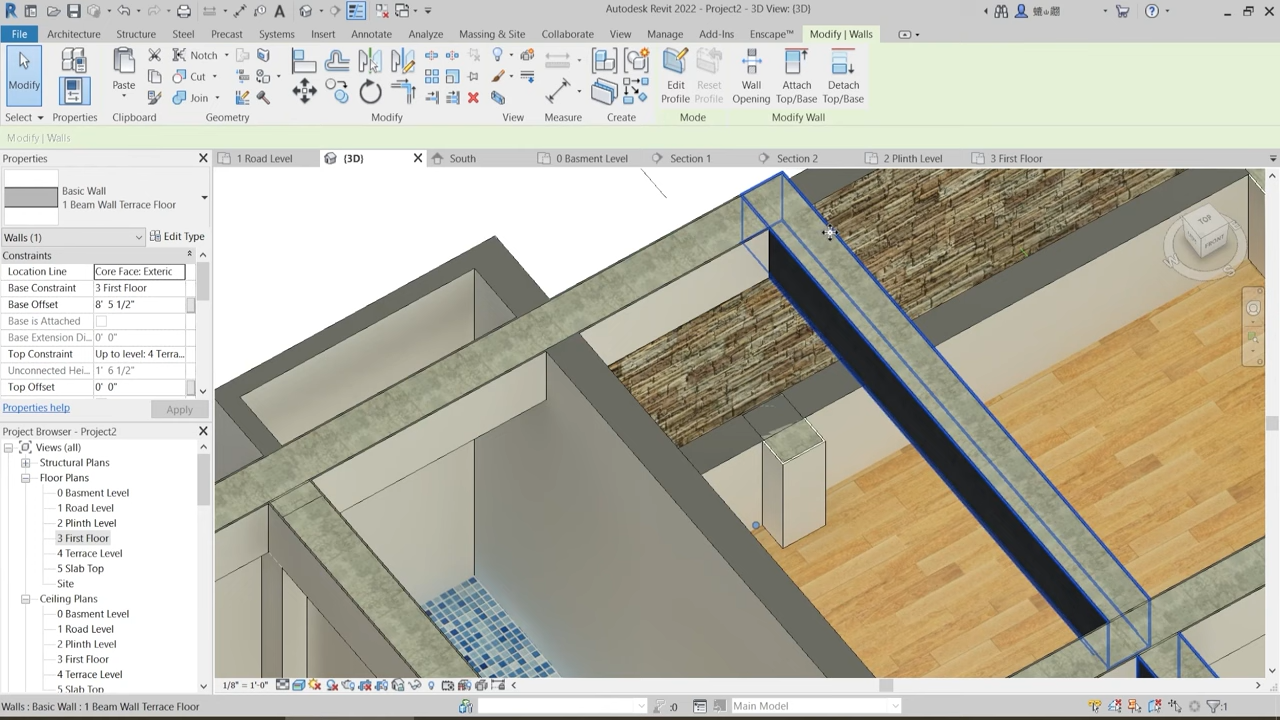 Autodesk Revit 2022 - Project2 - 3D View: {3D}
File Architecture Structure Steel Precast Systems Insert Annotate Analyze Massing & Site Collaborate View Manage Add-Ins Enscape™ Modify | Walls
Modify
Paste
Notch
Cut
Join
Edit Profile
Reset Profile
Wall Opening
Attach Top/Base
Detach Top/Base
Select Properties Clipboard Geometry Modify View Measure Create Mode Modify Wall
Modify | Walls
Properties
1 Road Level {3D} South 0 Basment Level Section 1 Section 2 2 Plinth Level 3 First Floor
Basic Wall
1 Beam Wall Terrace Floor
Walls (1) Edit Type
Constraints
Location Line Core Face: Exteric
Base Constraint 3 First Floor
Base Offset 8' 5 1/2"
Base is Attached
Base Extension Di 0' 0"
Top Constraint Up to level: 4 Terra...
Unconnected Hei 1' 6 1/2"
Top Offset 0' 0"
Properties help Apply
Project Browser - Project2
Views (all)
Structural Plans
Floor Plans
0 Basment Level
1 Road Level
2 Plinth Level
3 First Floor
4 Terrace Level
5 Slab Top
Site
Ceiling Plans
0 Basment Level
1 Road Level
2 Plinth Level
3 First Floor
4 Terrace Level
5 Slab Top
TOP
FRONT
W
S
1/8" = 1'-0"
Walls : Basic Wall : 1 Beam Wall Terrace Floor
:0
Main Model
:1